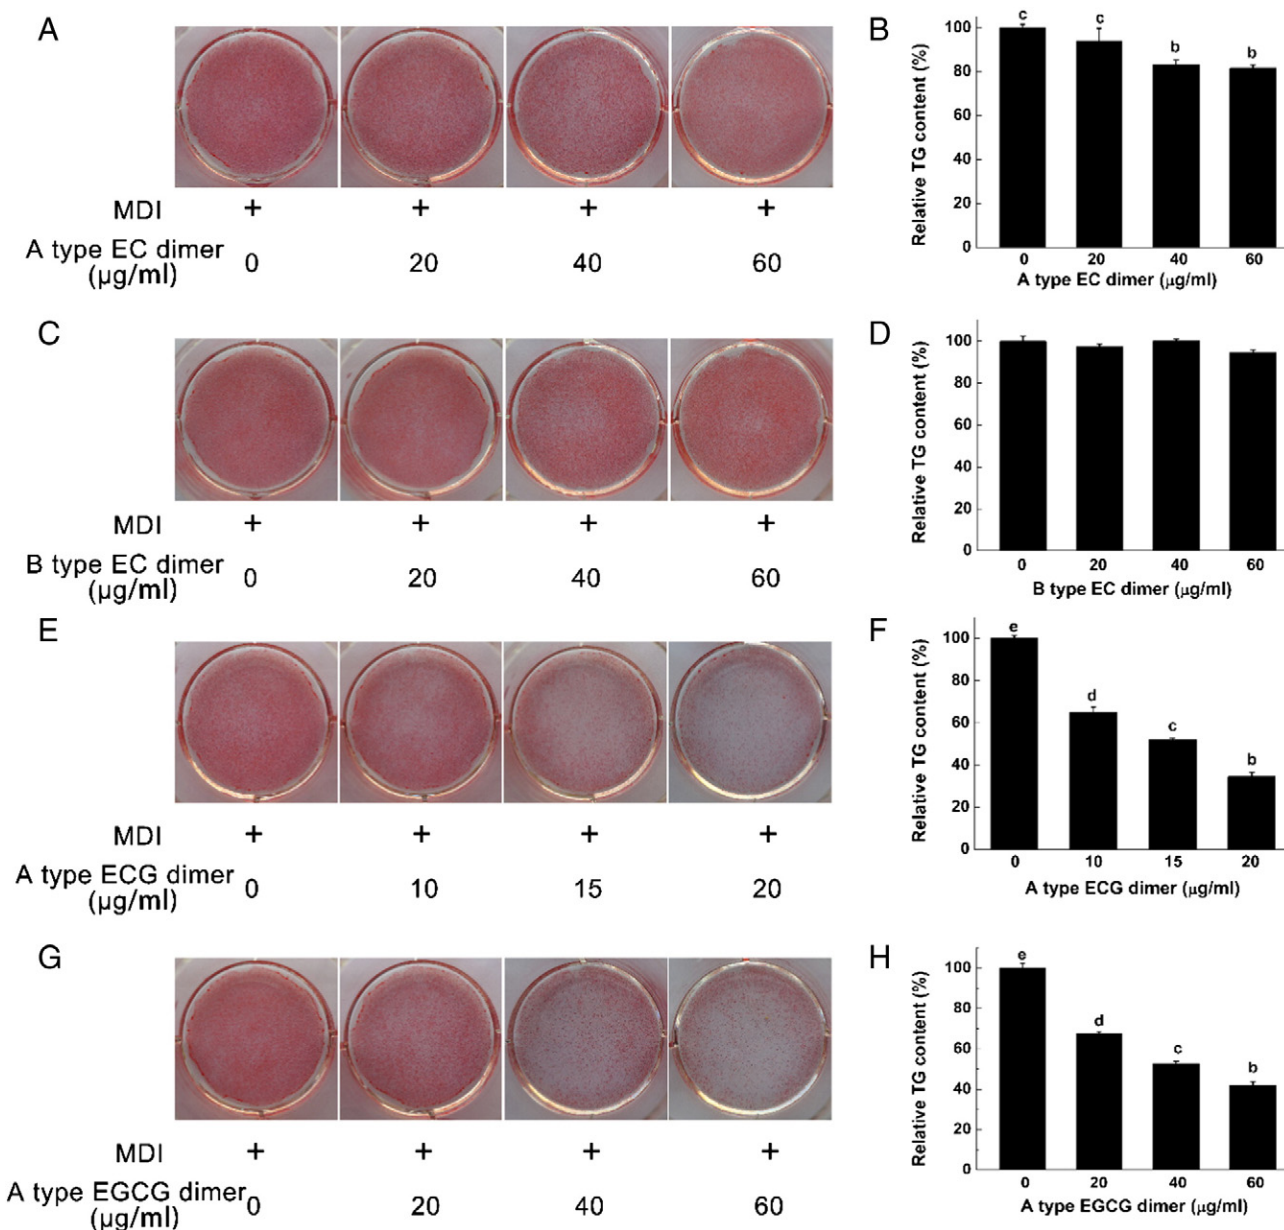 A
MDI + + + +
A type EC dimer
(μg/ml) 0 20 40 60
B
Relative TG content (%)
100
80
60
40
20
0
c c b b
0 20 40 60
A type EC dimer (μg/ml)
C
MDI + + + +
B type EC dimer
(μg/ml) 0 20 40 60
D
Relative TG content (%)
100
80
60
40
20
0
0 20 40 60
B type EC dimer (μg/ml)
E
MDI + + + +
A type ECG dimer
(μg/ml) 0 10 15 20
F
Relative TG content (%)
100
80
60
40
20
0
e d c b
0 10 15 20
A type ECG dimer (μg/ml)
G
MDI + + + +
A type EGCG dimer
(μg/ml) 0 20 40 60
H
Relative TG content (%)
100
80
60
40
20
0
e d c b
0 20 40 60
A type EGCG dimer (μg/ml)